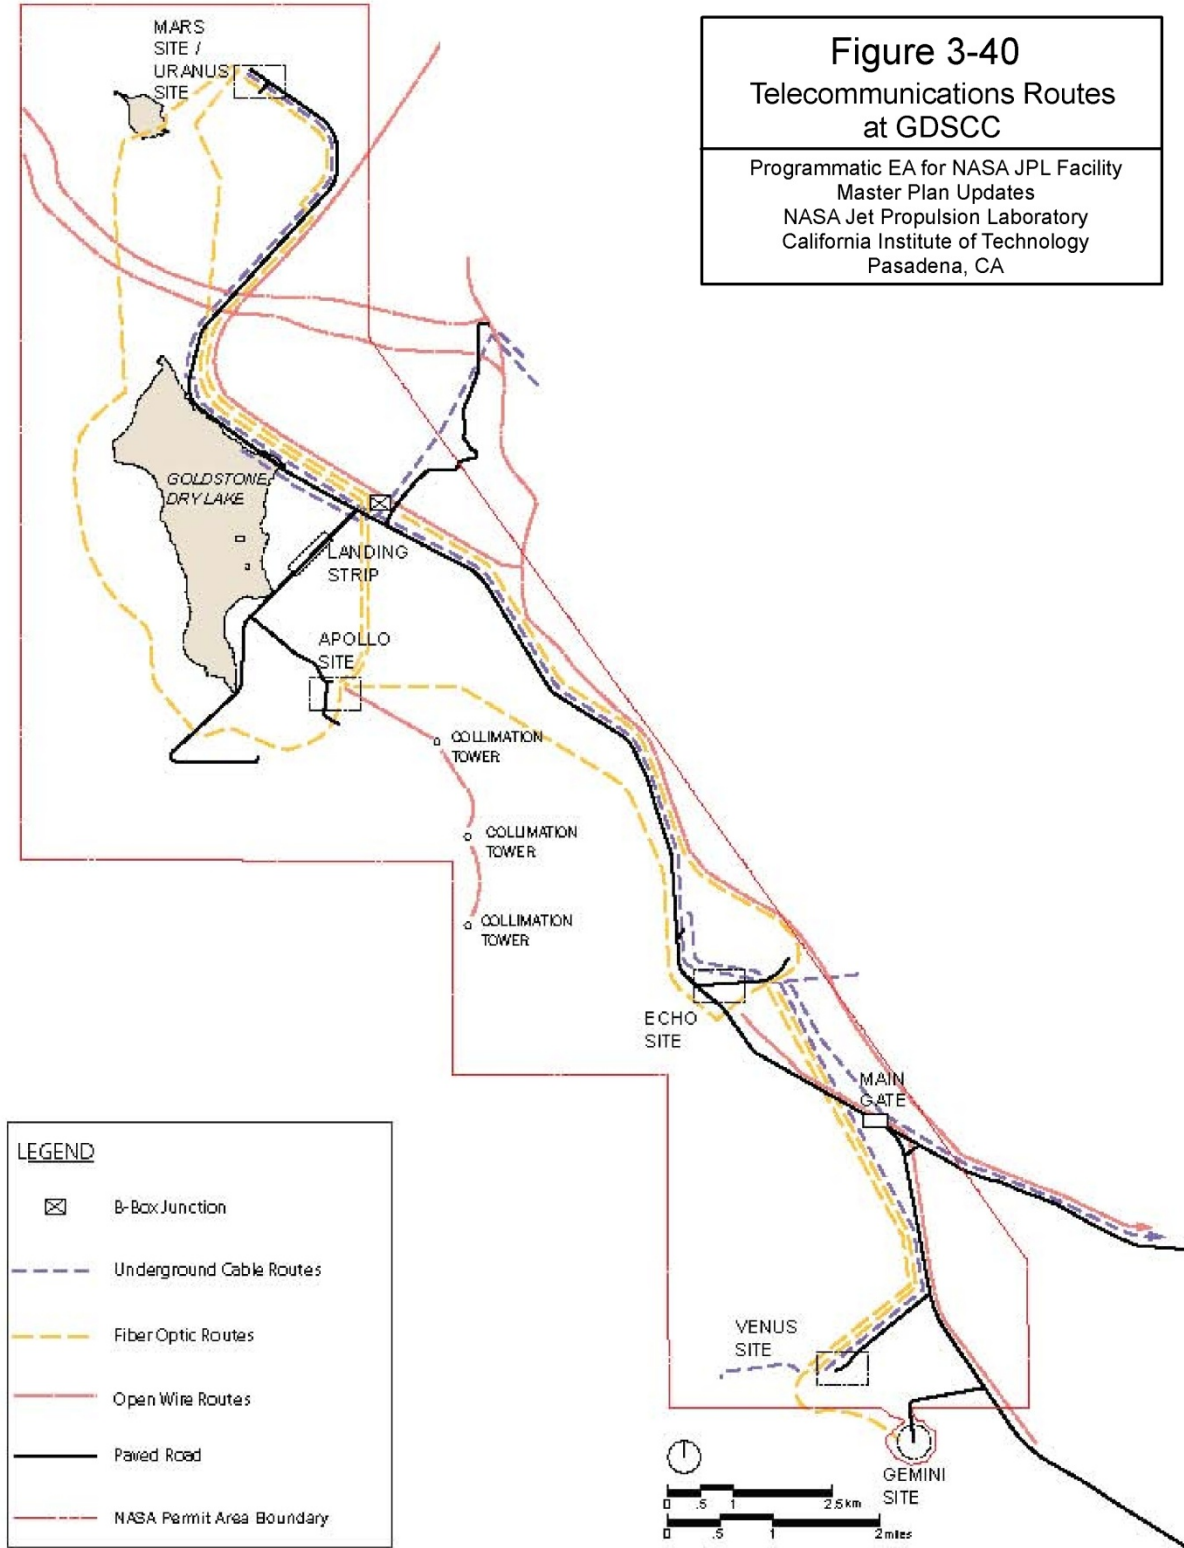 Figure 3-40
Telecommunications Routes
at GDSCC
Programmatic EA for NASA JPL Facility
Master Plan Updates
NASA Jet Propulsion Laboratory
California Institute of Technology
Pasadena, CA
MARS
SITE /
URANUS
SITE
GOLDSTONE
DRY LAKE
LANDING
STRIP
APOLLO
SITE
COLLIMATION
TOWER
COLLIMATION
TOWER
COLLIMATION
TOWER
ECHO
SITE
MAIN
GATE
VENUS
SITE
GEMINI
SITE
LEGEND
B-Box Junction
Underground Cable Routes
Fiber Optic Routes
Open Wire Routes
Paved Road
NASA Permit Area Boundary
0 .5 1 2.5 km
0 .5 1 2 miles